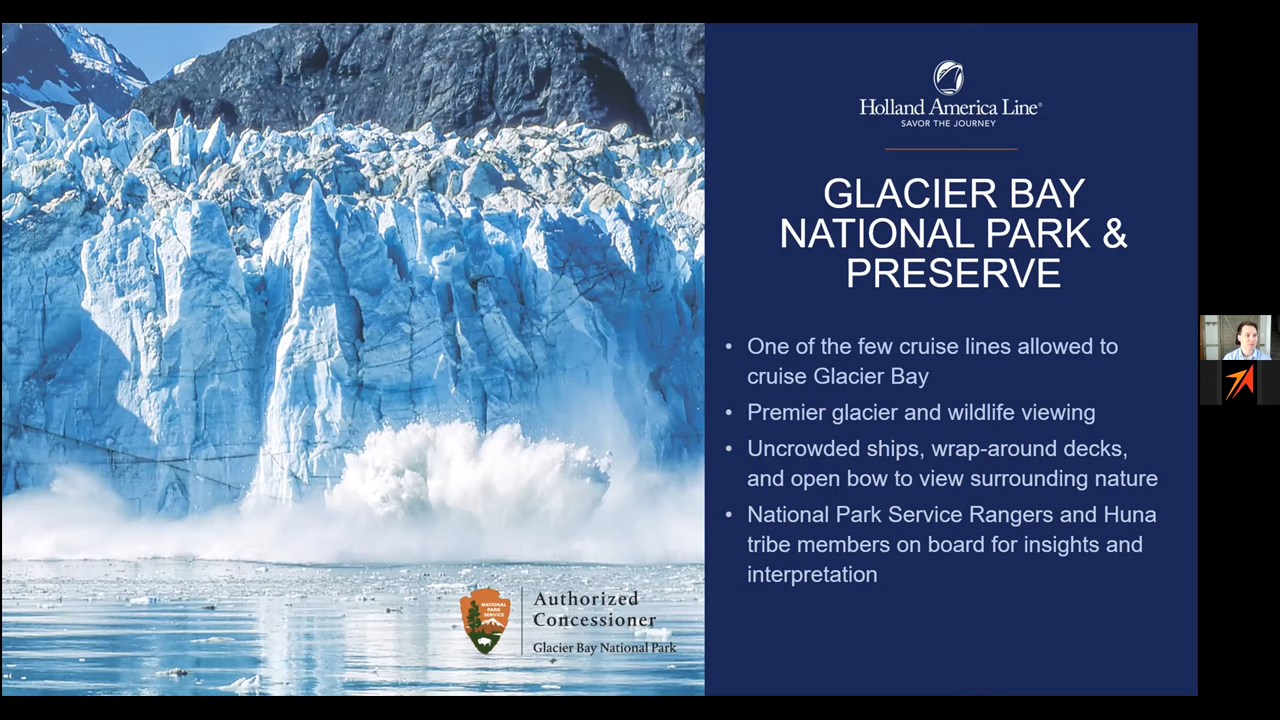 Holland America Line®
SAVOR THE JOURNEY
GLACIER BAY
NATIONAL PARK &
PRESERVE
• One of the few cruise lines allowed to
cruise Glacier Bay
• Premier glacier and wildlife viewing
• Uncrowded ships, wrap-around decks,
and open bow to view surrounding nature
• National Park Service Rangers and Huna
tribe members on board for insights and
interpretation
NATIONAL
PARK
SERVICE
Authorized
Concessioner
Glacier Bay National Park